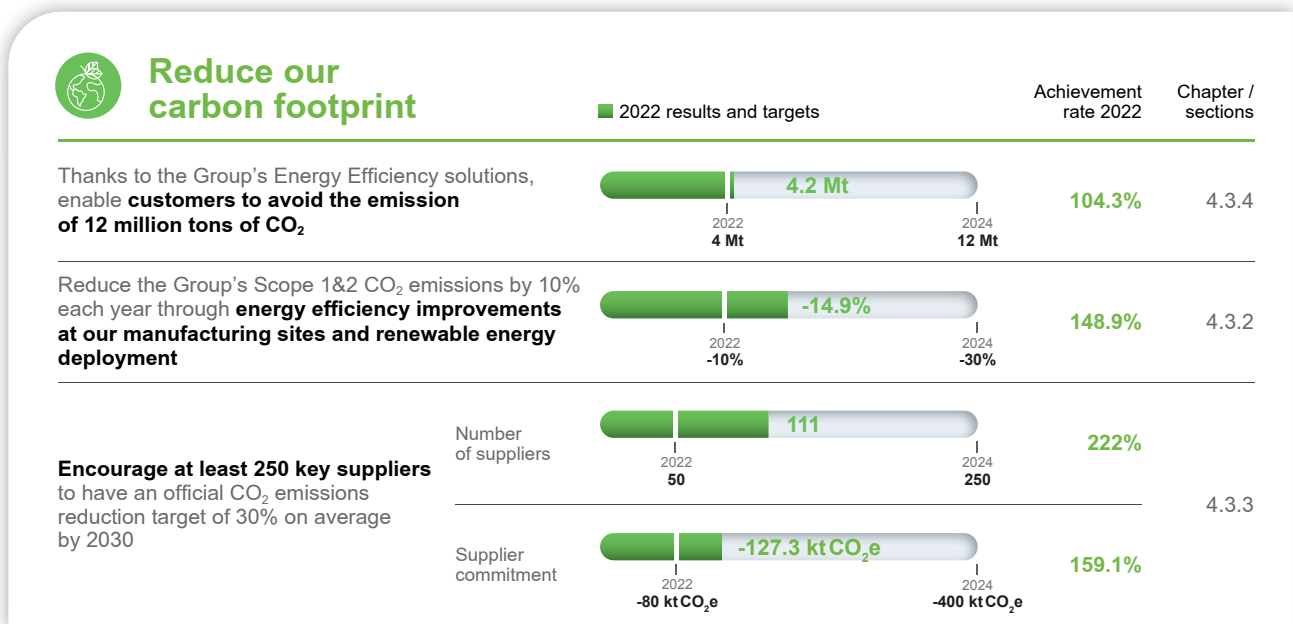 Reduce our
carbon footprint
2022 results and targets
Achievement
rate 2022
Chapter /
sections
Thanks to the Group’s Energy Efficiency solutions,
enable customers to avoid the emission
of 12 million tons of CO₂
4.2 Mt
2022
4 Mt
2024
12 Mt
104.3%
4.3.4
Reduce the Group’s Scope 1&2 CO₂ emissions by 10%
each year through energy efficiency improvements
at our manufacturing sites and renewable energy
deployment
-14.9%
2022
-10%
2024
-30%
148.9%
4.3.2
Encourage at least 250 key suppliers
to have an official CO₂ emissions
reduction target of 30% on average
by 2030
Number
of suppliers
111
2022
50
2024
250
222%
Supplier
commitment
-127.3 kt CO₂e
2022
-80 kt CO₂e
2024
-400 kt CO₂e
159.1%
4.3.3